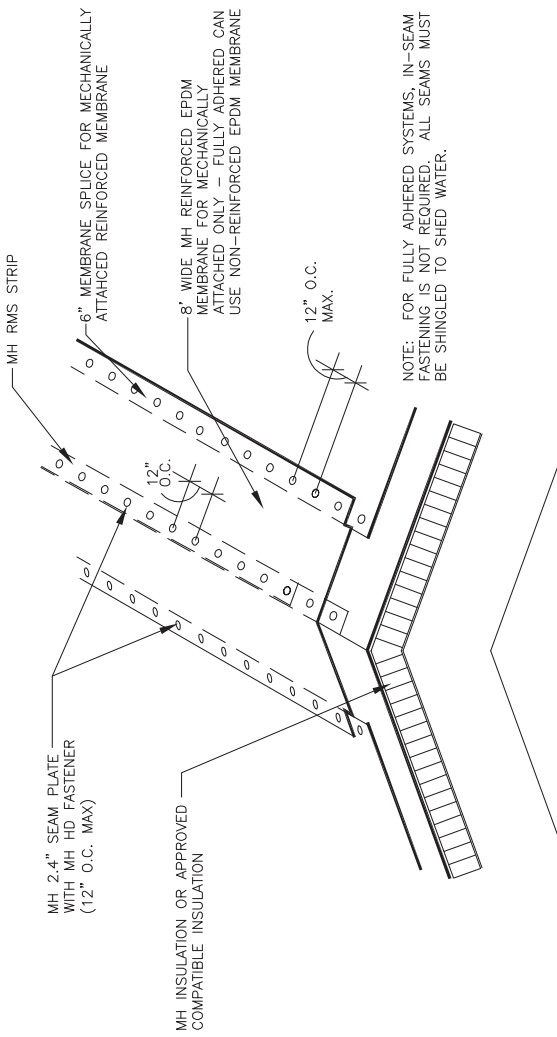 MH RMS STRIP
6" MEMBRANE SPLICE FOR MECHANICALLY
ATTAHCED REINFORCED MEMBRANE
8' WIDE MH REINFORCED EPDM
MEMBRANE FOR MECHANICALLY
ATTACHED ONLY – FULLY ADHERED CAN
USE NON–REINFORCED EPDM MEMBRANE
12" O.C.
MAX.
NOTE: FOR FULLY ADHERED SYSTEMS, IN–SEAM
FASTENING IS NOT REQUIRED. ALL SEAMS MUST
BE SHINGLED TO SHED WATER.
12"
O.C.
MH 2.4" SEAM PLATE
WITH MH HD FASTENER
(12" O.C. MAX)
MH INSULATION OR APPROVED
COMPATIBLE INSULATION